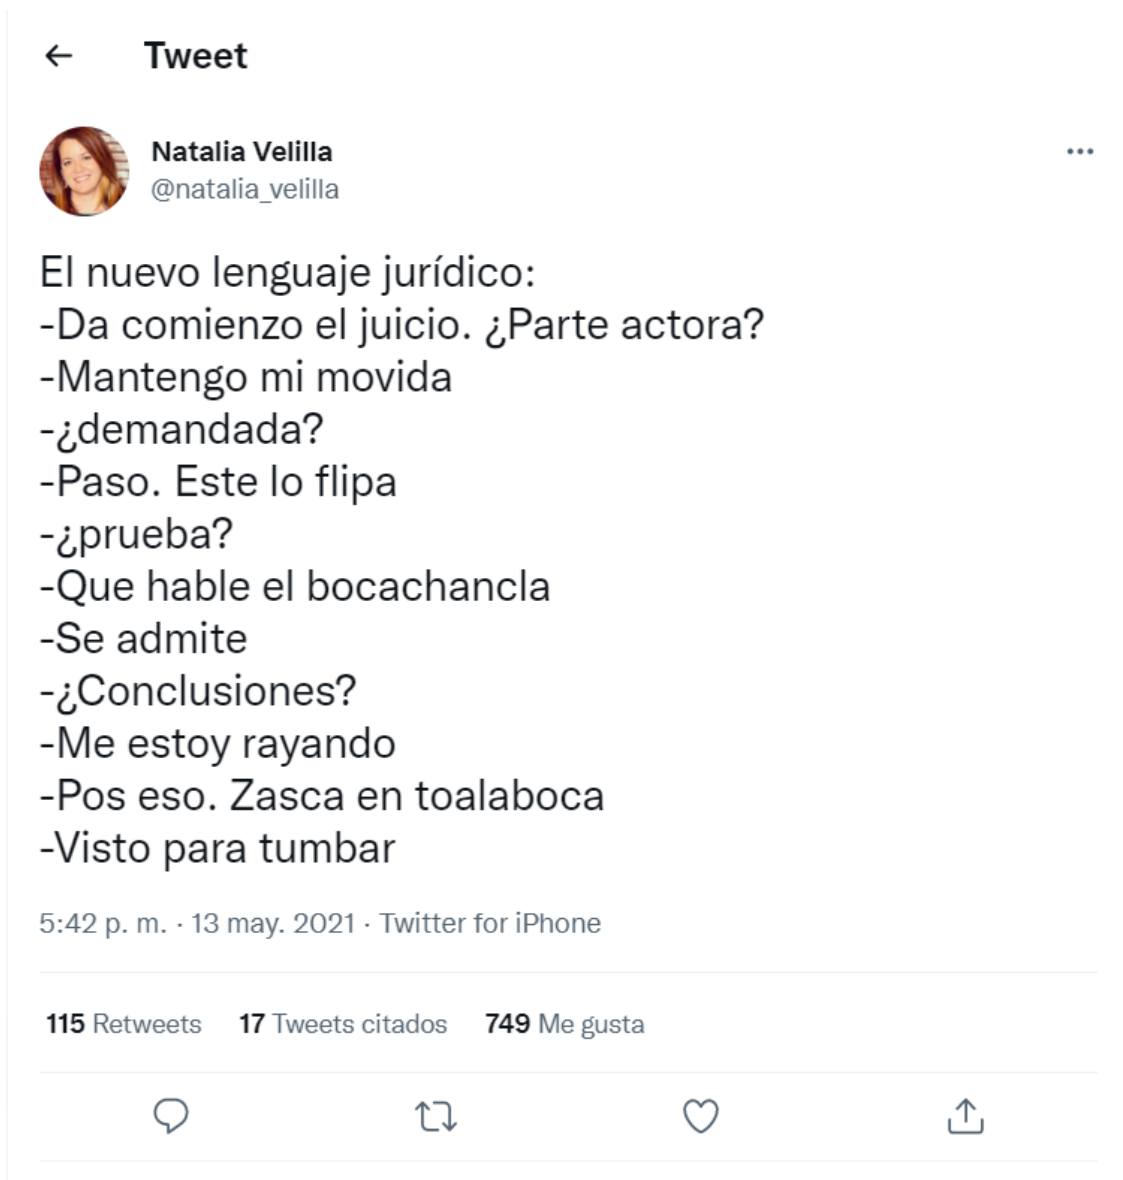 Tweet
Natalia Velilla
@natalia_velilla
El nuevo lenguaje jurídico:
-Da comienzo el juicio. ¿Parte actora?
-Mantengo mi movida
-¿demandada?
-Paso. Este lo flipa
-¿prueba?
-Que hable el bocachancla
-Se admite
-¿Conclusiones?
-Me estoy rayando
-Pos eso. Zasca en toalaboca
-Visto para tumbar
5:42 p. m. · 13 may. 2021 · Twitter for iPhone
115 Retweets 17 Tweets citados 749 Me gusta